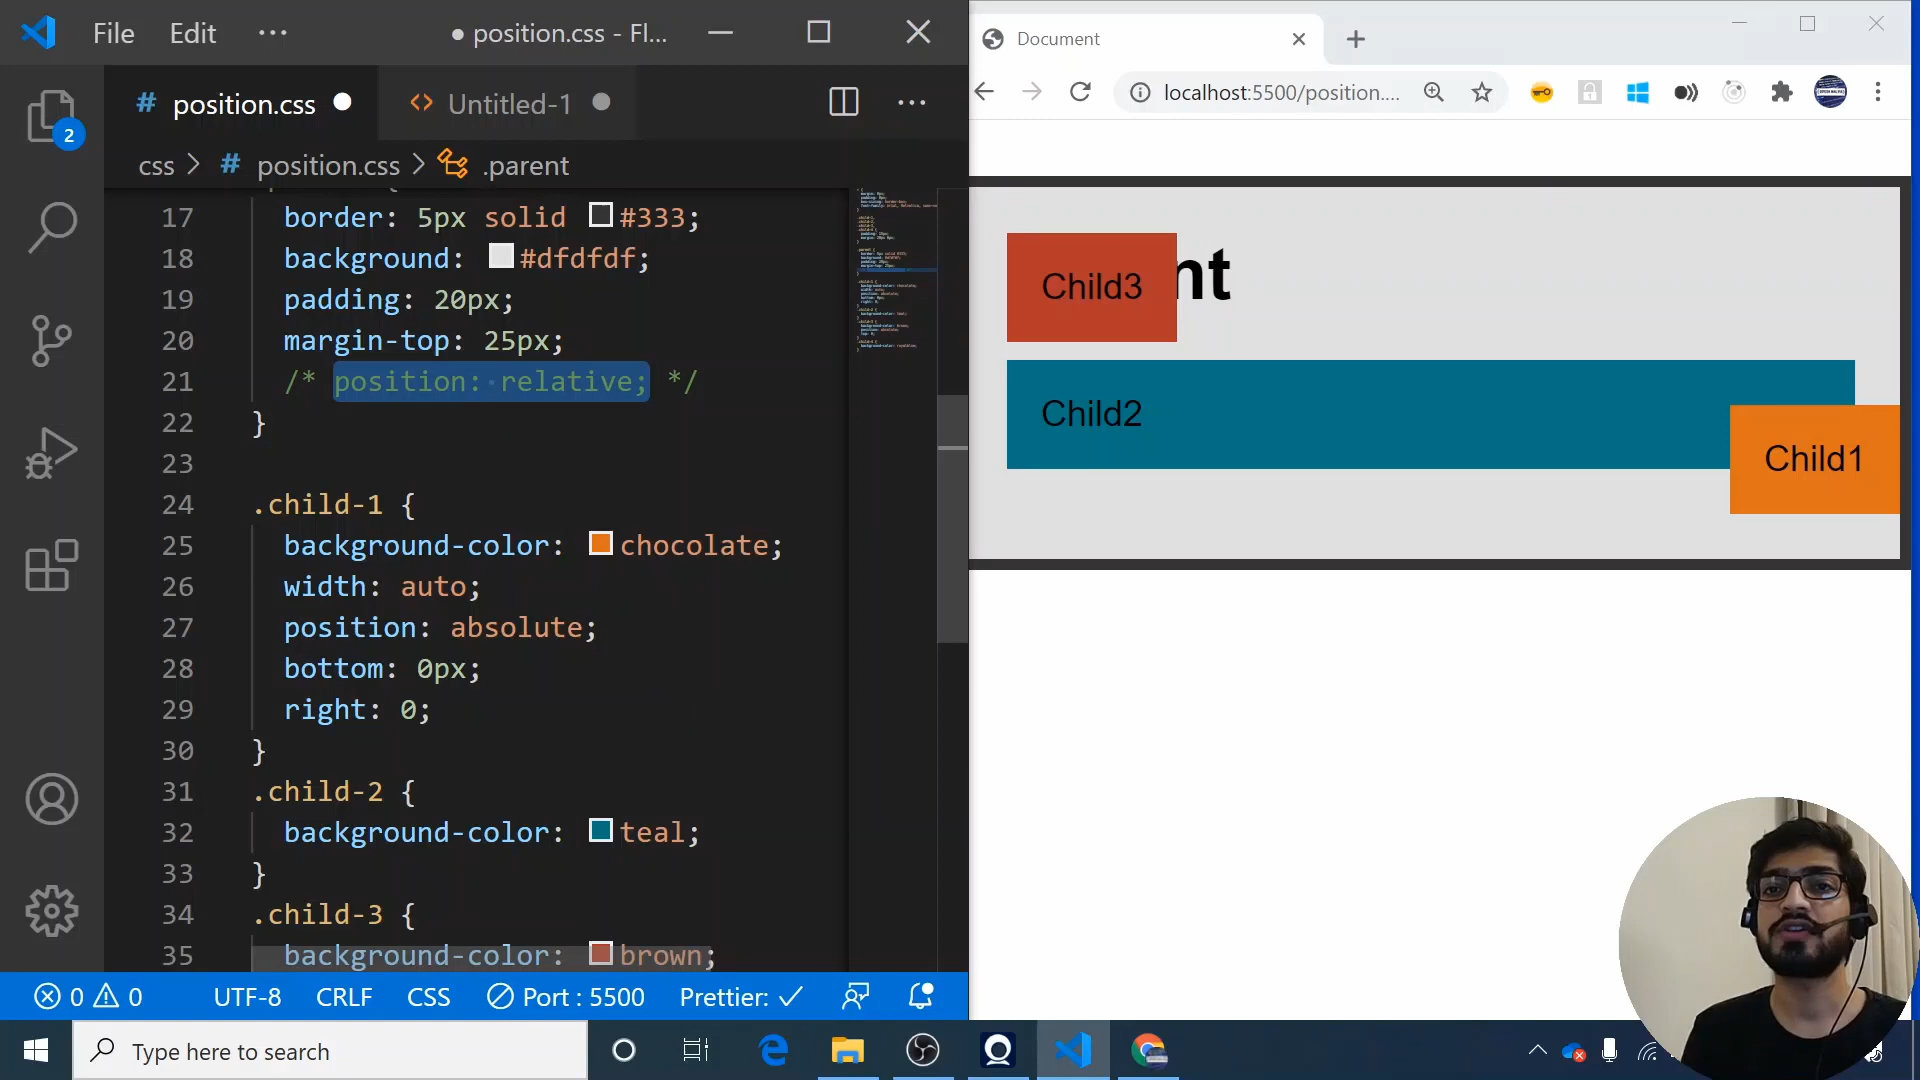 File Edit ··· ● position.css - Fl...
# position.css ● <> Untitled-1 ● ···
css > # position.css > .parent
17 border: 5px solid #333;
18 background: #dfdfdf;
19 padding: 20px;
20 margin-top: 25px;
21 /* position: relative; */
22 }
23
24 .child-1 {
25 background-color: chocolate;
26 width: auto;
27 position: absolute;
28 bottom: 0px;
29 right: 0;
30 }
31 .child-2 {
32 background-color: teal;
33 }
34 .child-3 {
35 background-color: brown;
2
0 0 UTF-8 CRLF CSS Port : 5500 Prettier: ✓
Document
localhost:5500/position....
Child3 nt
Child2
Child1
Type here to search